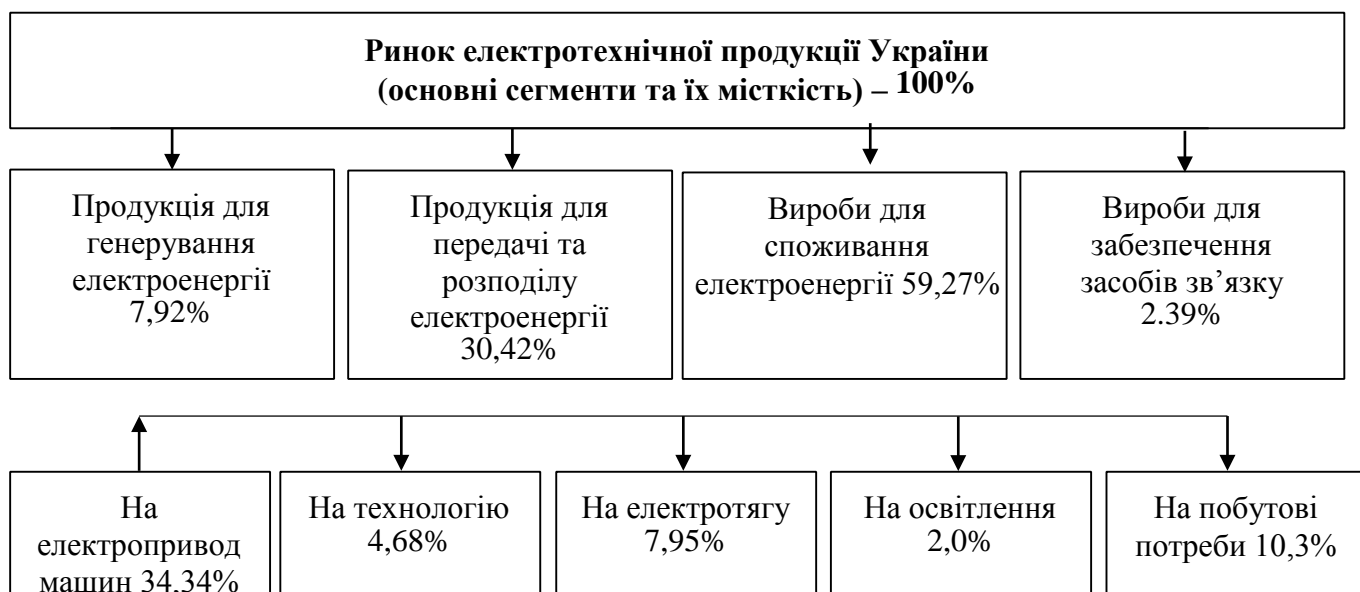 Ринок електротехнічної продукції України
(основні сегменти та їх місткість) – 100%
Продукція для
генерування
електроенергії
7,92%
Продукція для
передачі та
розподілу
електроенергії
30,42%
Вироби для
споживання
електроенергії 59,27%
Вироби для
забезпечення
засобів зв’язку
2.39%
На
електропривод
машин 34,34%
На технологію
4,68%
На електротягу
7,95%
На освітлення
2,0%
На побутові
потреби 10,3%